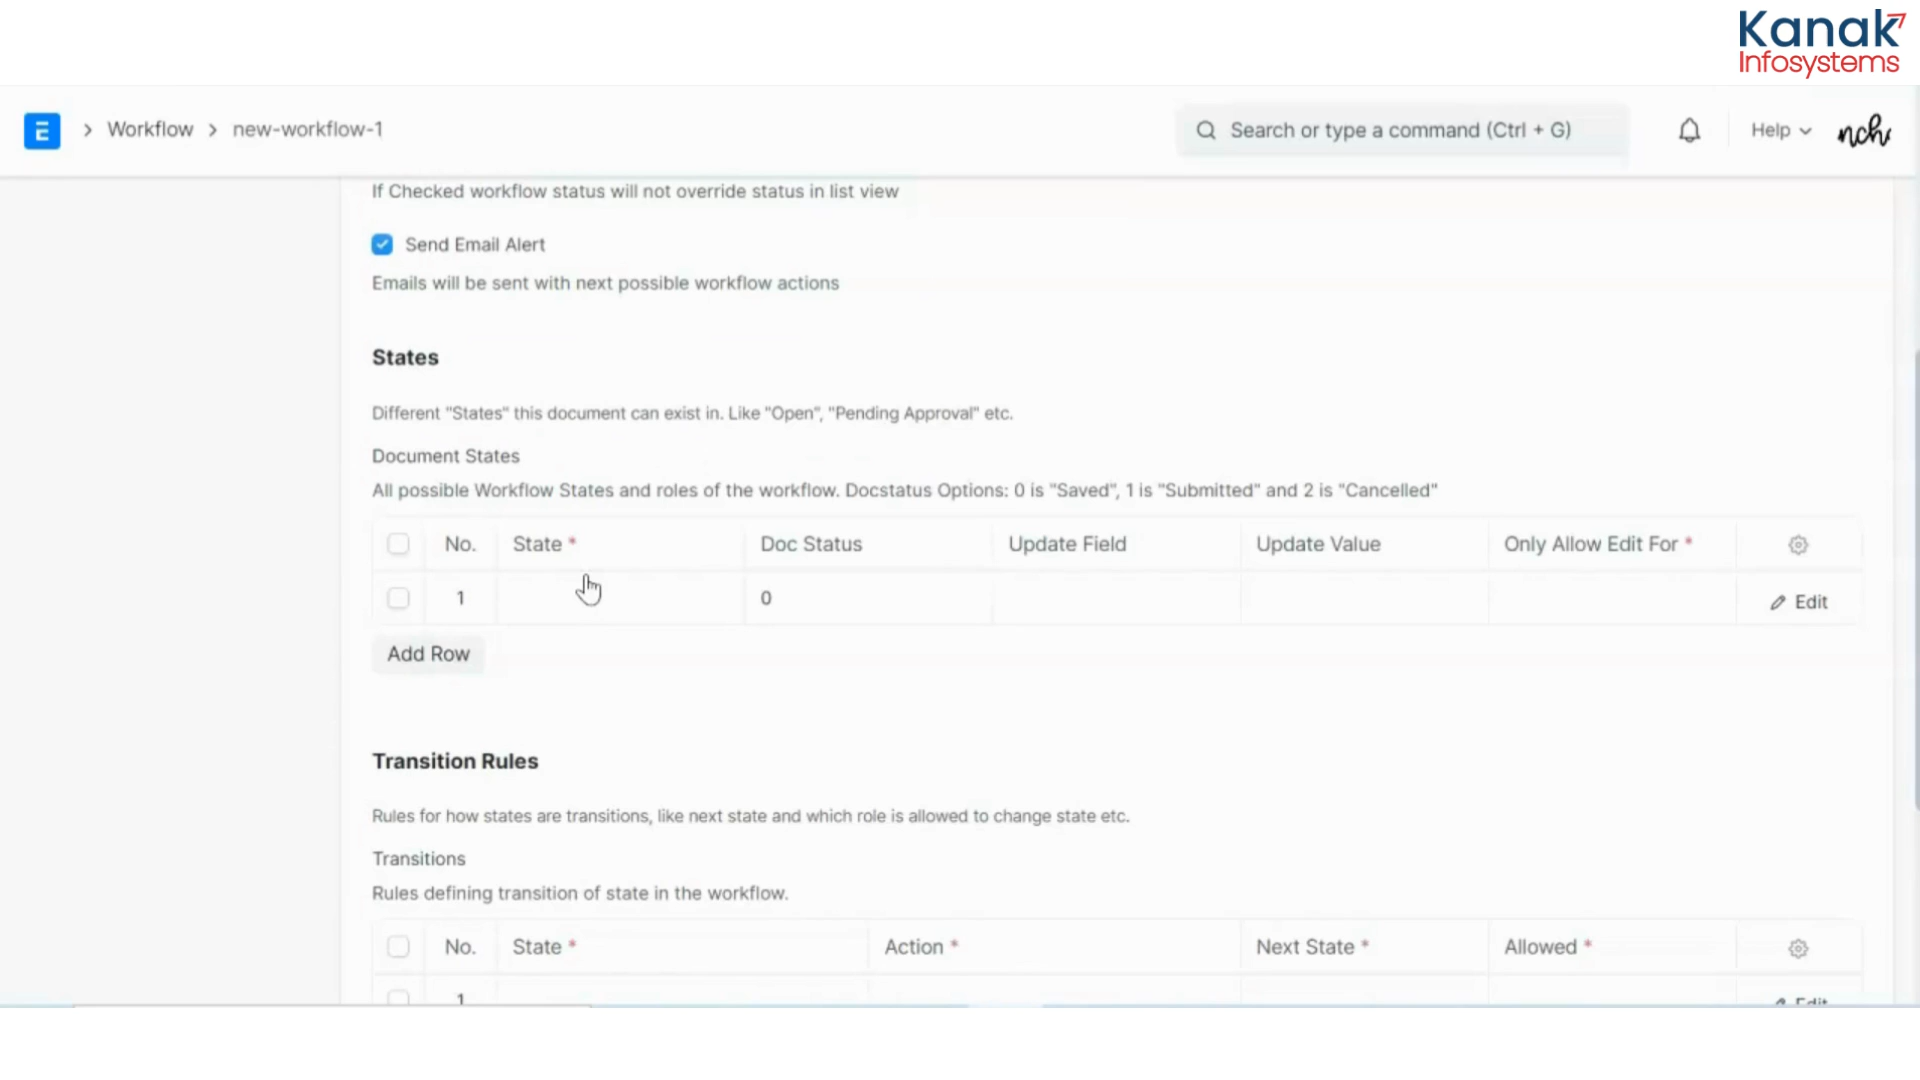 Kanak
Infosystems
E > Workflow > new-workflow-1
Search or type a command (Ctrl + G)
Help
nch
If Checked workflow status will not override status in list view
Send Email Alert
Emails will be sent with next possible workflow actions
States
Different "States" this document can exist in. Like "Open", "Pending Approval" etc.
Document States
All possible Workflow States and roles of the workflow. Docstatus Options: 0 is "Saved", 1 is "Submitted" and 2 is "Cancelled"
No. State * Doc Status Update Field Update Value Only Allow Edit For *
1 0 Edit
Add Row
Transition Rules
Rules for how states are transitions, like next state and which role is allowed to change state etc.
Transitions
Rules defining transition of state in the workflow.
No. State * Action * Next State * Allowed *
1 Edit